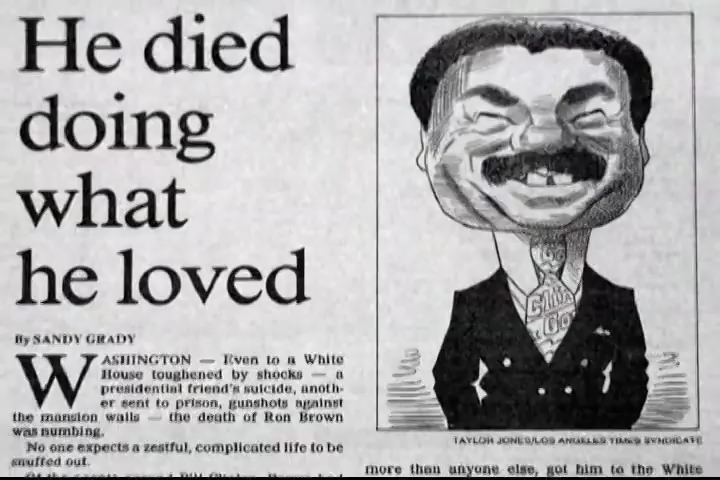 He died
doing
what
he loved
By SANDY GRADY
WASHINGTON — Even to a White
House toughened by shocks — a
presidential friend's suicide, anoth-
er sent to prison, gunshots against
the mansion walls — the death of Ron Brown
was numbing.
No one expects a zestful, complicated life to be
snuffed out.
Go
Go
TAYLOR JONES/LOS ANGELES TIMES SYNDICATE
more than anyone else, got him to the White